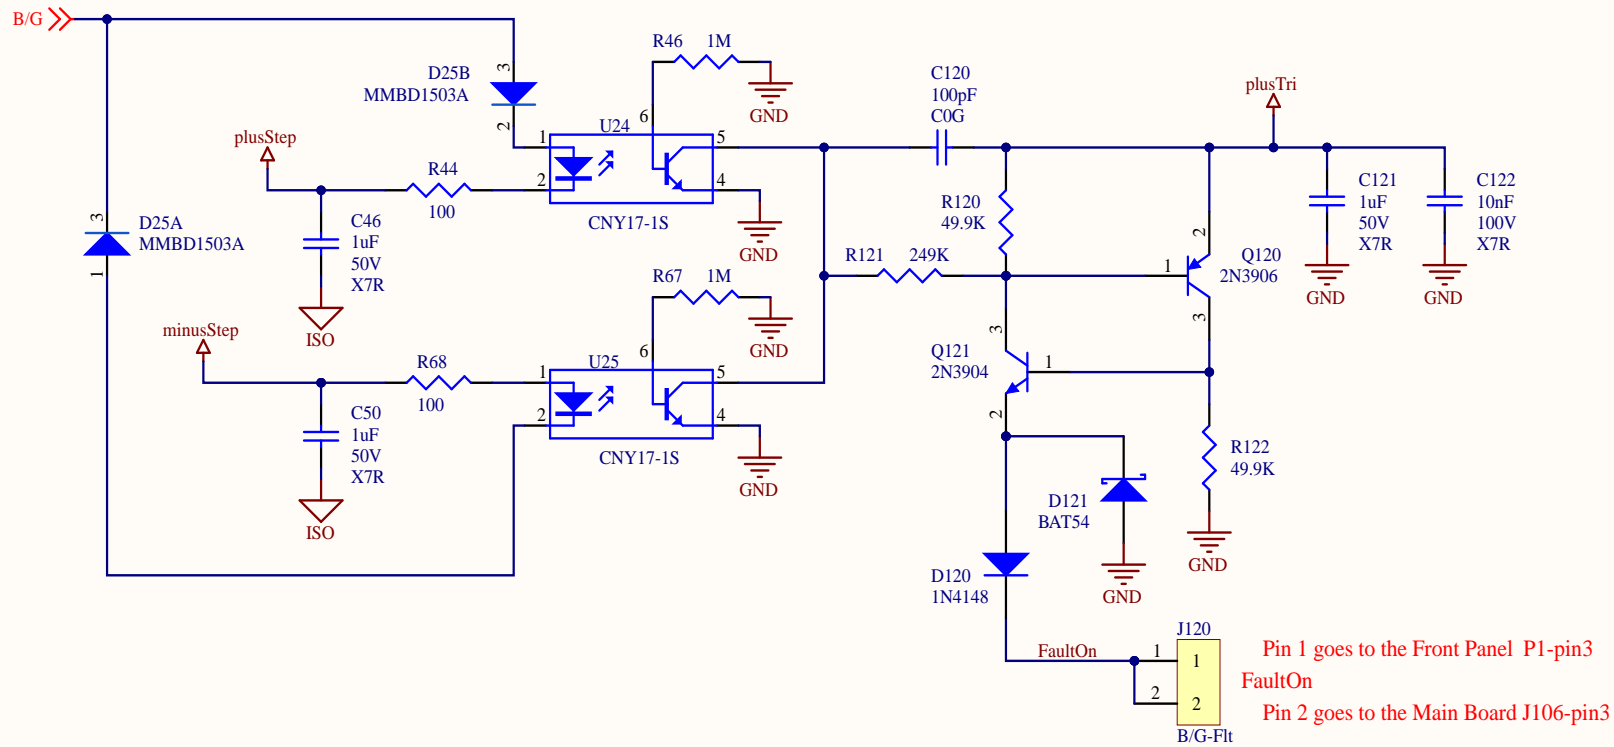 B/G
D25B
MMBD1503A
3
2
R46 1M
GND
6
U24
1
2
5
4
CNY17-1S
GND
plusStep
R44
100
C46
1uF
50V
X7R
ISO
3
D25A
MMBD1503A
1
minusStep
R68
100
C50
1uF
50V
X7R
ISO
R67 1M
GND
6
U25
1
2
5
4
CNY17-1S
GND
C120
100pF
C0G
plusTri
R120
49.9K
R121 249K
1
2
Q120
2N3906
3
C121
1uF
50V
X7R
GND
C122
10nF
100V
X7R
GND
3
Q121
2N3904
1
2
D121
BAT54
GND
R122
49.9K
GND
D120
1N4148
FaultOn
J120
1
1
2
2
B/G-Flt
Pin 1 goes to the Front Panel P1-pin3
FaultOn
Pin 2 goes to the Main Board J106-pin3